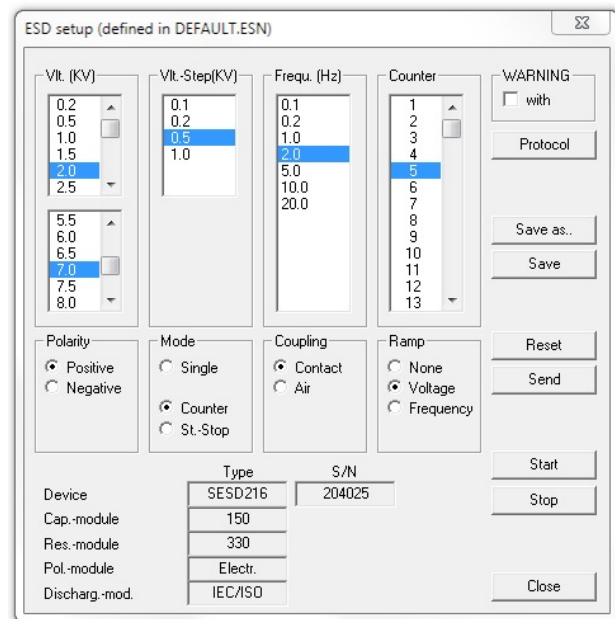 ESD setup (defined in DEFAULT.ESN)
Vlt. (KV)
0.2
0.5
1.0
1.5
2.0
2.5
5.5
6.0
6.5
7.0
7.5
8.0
Vlt.-Step(KV)
0.1
0.2
0.5
1.0
Frequ. (Hz)
0.1
0.2
1.0
2.0
5.0
10.0
20.0
Counter
1
2
3
4
5
6
7
8
9
10
11
12
13
WARNING
with
Protocol
Save as..
Save
Polarity
Positive
Negative
Mode
Single
Counter
St.-Stop
Coupling
Contact
Air
Ramp
None
Voltage
Frequency
Reset
Send
Type S/N
Device SESD216 204025
Cap.-module 150
Res.-module 330
Pol.-module Electr.
Discharg.-mod. IEC/ISO
Start
Stop
Close